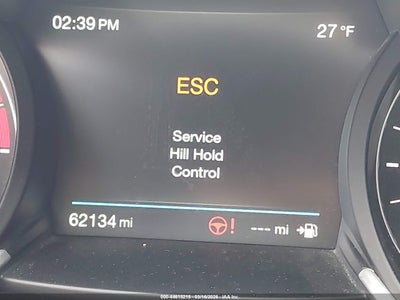 02:39 PM 27 °F
ESC
Service
Hill Hold
Control
62134 mi ! --- mi